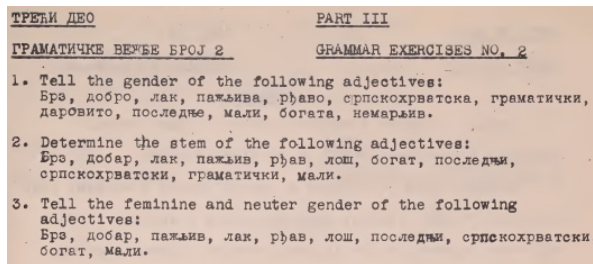 ТРЕЋИ ДЕО PART III
ГРАМАТИЧКЕ ВЕЖБЕ БРОЈ 2 GRAMMAR EXERCISES NO. 2
1. Tell the gender of the following adjectives:
Брз, добро, лак, пажљива, рђаво, српскохрватска, граматички,
даровито, последње, мали, богата, немарљив.
2. Determine the stem of the following adjectives:
Брз, добар, лак, пажљив, рђав, лош, богат, последњи,
српскохрватски, граматички, мали.
3. Tell the feminine and neuter gender of the following
adjectives:
Брз, добар, пажљив, лак, рђав, лош, последњи, српскохрватски
богат, мали.